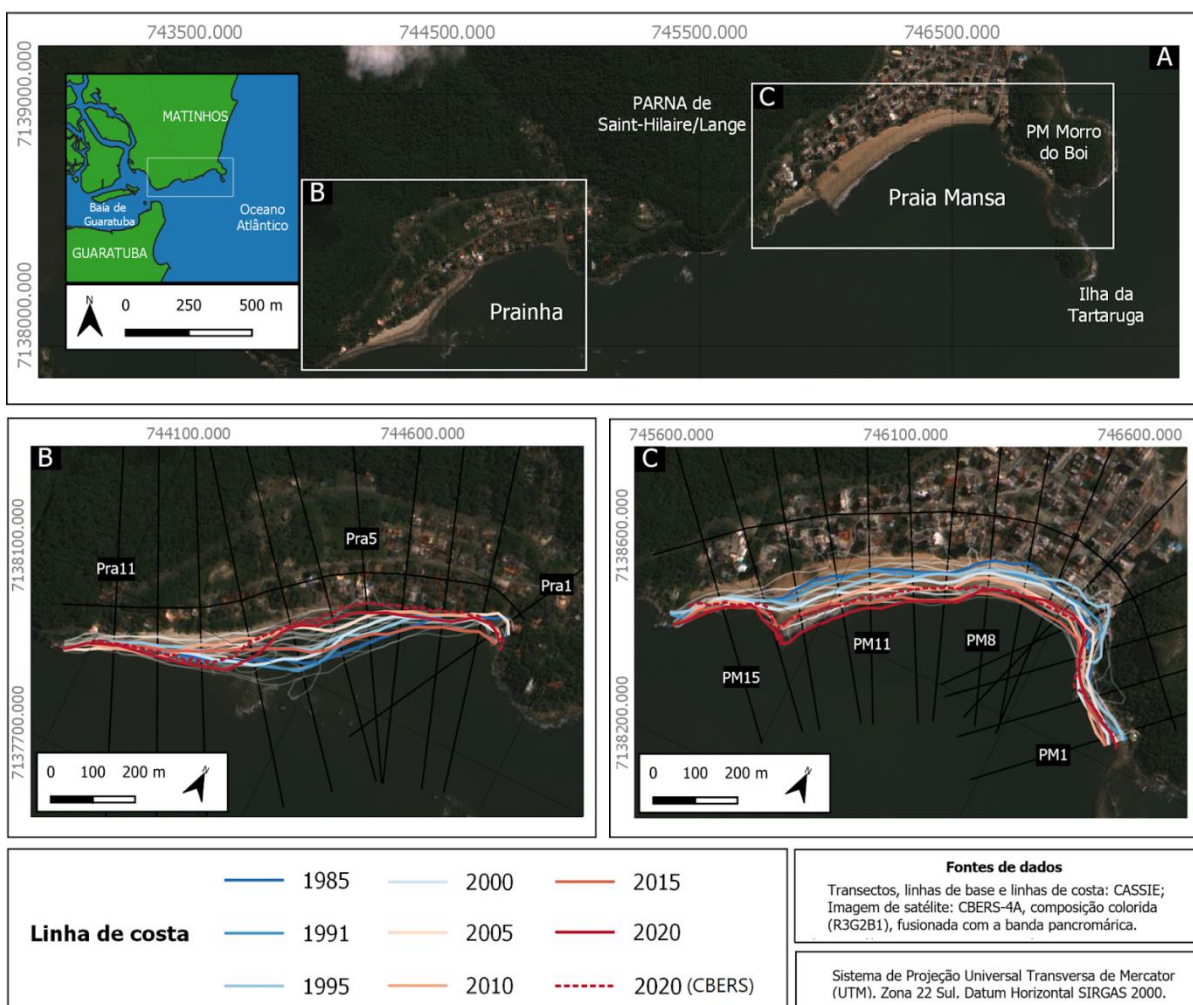 743500.000
744500.000
745500.000
746500.000
A
7139000.000
7138000.000
MATINHOS
Baía de
Guaratuba
Oceano
Atlântico
GUARATUBA
N
0 250 500 m
PARNA de
Saint-Hilaire/Lange
C
PM Morro
do Boi
Praia Mansa
B
Prainha
Ilha da
Tartaruga
744100.000
744600.000
B
7138100.000
7137700.000
Pra11
Pra5
Pra1
0 100 200 m
N
745600.000
746100.000
746600.000
C
7138600.000
7138200.000
PM15
PM11
PM8
PM1
0 100 200 m
N
Linha de costa
1985
1991
1995
2000
2005
2010
2015
2020
2020 (CBERS)
Fontes de dados
Transectos, linhas de base e linhas de costa: CASSIE;
Imagem de satélite: CBERS-4A, composição colorida
(R3G2B1), fusionada com a banda pancromárica.
Sistema de Projeção Universal Transversa de Mercator
(UTM), Zona 22 Sul, Datum Horizontal SIRGAS 2000.